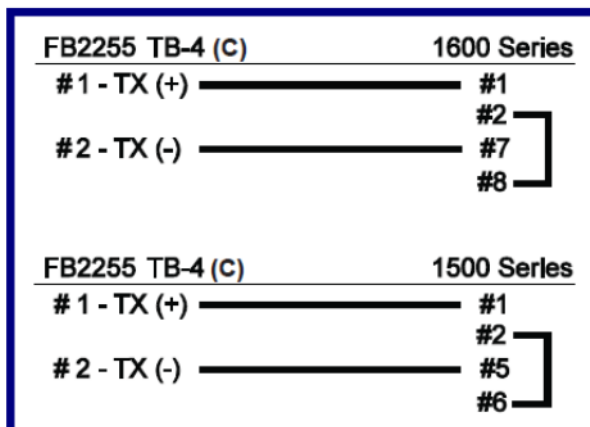 FB2255 TB-4 (C) 1600 Series
#1 - TX (+) #1
#2
#2 - TX (-) #7
#8
FB2255 TB-4 (C) 1500 Series
#1 - TX (+) #1
#2
#2 - TX (-) #5
#6